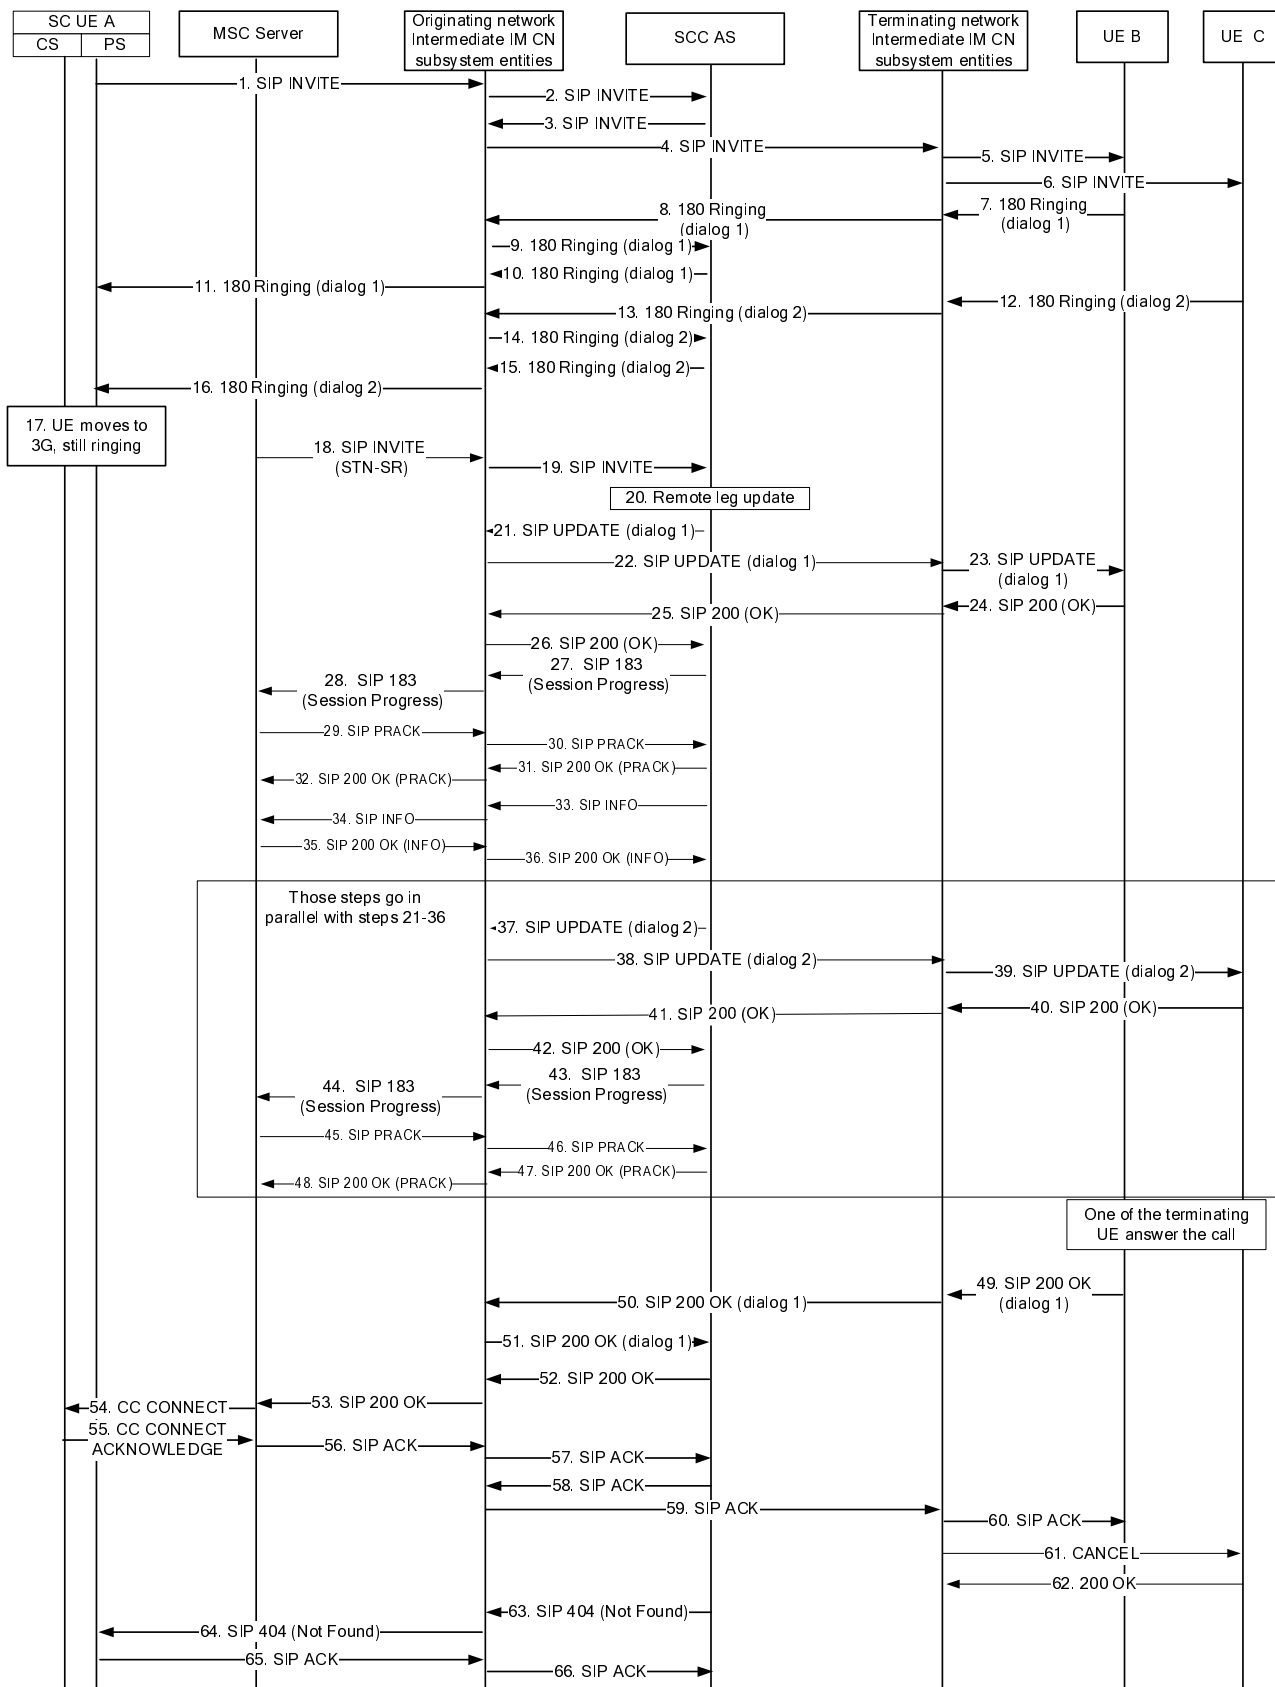 SC UE A
CS
PS
MSC Server
Originating network
Intermediate IM CN
subsystem entities
SCC AS
Terminating network
Intermediate IM CN
subsystem entities
UE B
UE C
1. SIP INVITE
2. SIP INVITE
3. SIP INVITE
4. SIP INVITE
5. SIP INVITE
6. SIP INVITE
7. 180 Ringing
(dialog 1)
8. 180 Ringing
(dialog 1)
9. 180 Ringing (dialog 1)
10. 180 Ringing (dialog 1)
11. 180 Ringing (dialog 1)
12. 180 Ringing (dialog 2)
13. 180 Ringing (dialog 2)
14. 180 Ringing (dialog 2)
15. 180 Ringing (dialog 2)
16. 180 Ringing (dialog 2)
17. UE moves to
3G, still ringing
18. SIP INVITE
(STN-SR)
19. SIP INVITE
20. Remote leg update
21. SIP UPDATE (dialog 1)
22. SIP UPDATE (dialog 1)
23. SIP UPDATE
(dialog 1)
24. SIP 200 (OK)
25. SIP 200 (OK)
26. SIP 200 (OK)
27. SIP 183
(Session Progress)
28. SIP 183
(Session Progress)
29. SIP PRACK
30. SIP PRACK
31. SIP 200 OK (PRACK)
32. SIP 200 OK (PRACK)
33. SIP INFO
34. SIP INFO
35. SIP 200 OK (INFO)
36. SIP 200 OK (INFO)
Those steps go in
parallel with steps 21-36
37. SIP UPDATE (dialog 2)
38. SIP UPDATE (dialog 2)
39. SIP UPDATE (dialog 2)
40. SIP 200 (OK)
41. SIP 200 (OK)
42. SIP 200 (OK)
43. SIP 183
(Session Progress)
44. SIP 183
(Session Progress)
45. SIP PRACK
46. SIP PRACK
47. SIP 200 OK (PRACK)
48. SIP 200 OK (PRACK)
One of the terminating
UE answer the call
49. SIP 200 OK
(dialog 1)
50. SIP 200 OK (dialog 1)
51. SIP 200 OK (dialog 1)
52. SIP 200 OK
53. SIP 200 OK
54. CC CONNECT
55. CC CONNECT
ACKNOWLEDGE
56. SIP ACK
57. SIP ACK
58. SIP ACK
59. SIP ACK
60. SIP ACK
61. CANCEL
62. 200 OK
63. SIP 404 (Not Found)
64. SIP 404 (Not Found)
65. SIP ACK
66. SIP ACK